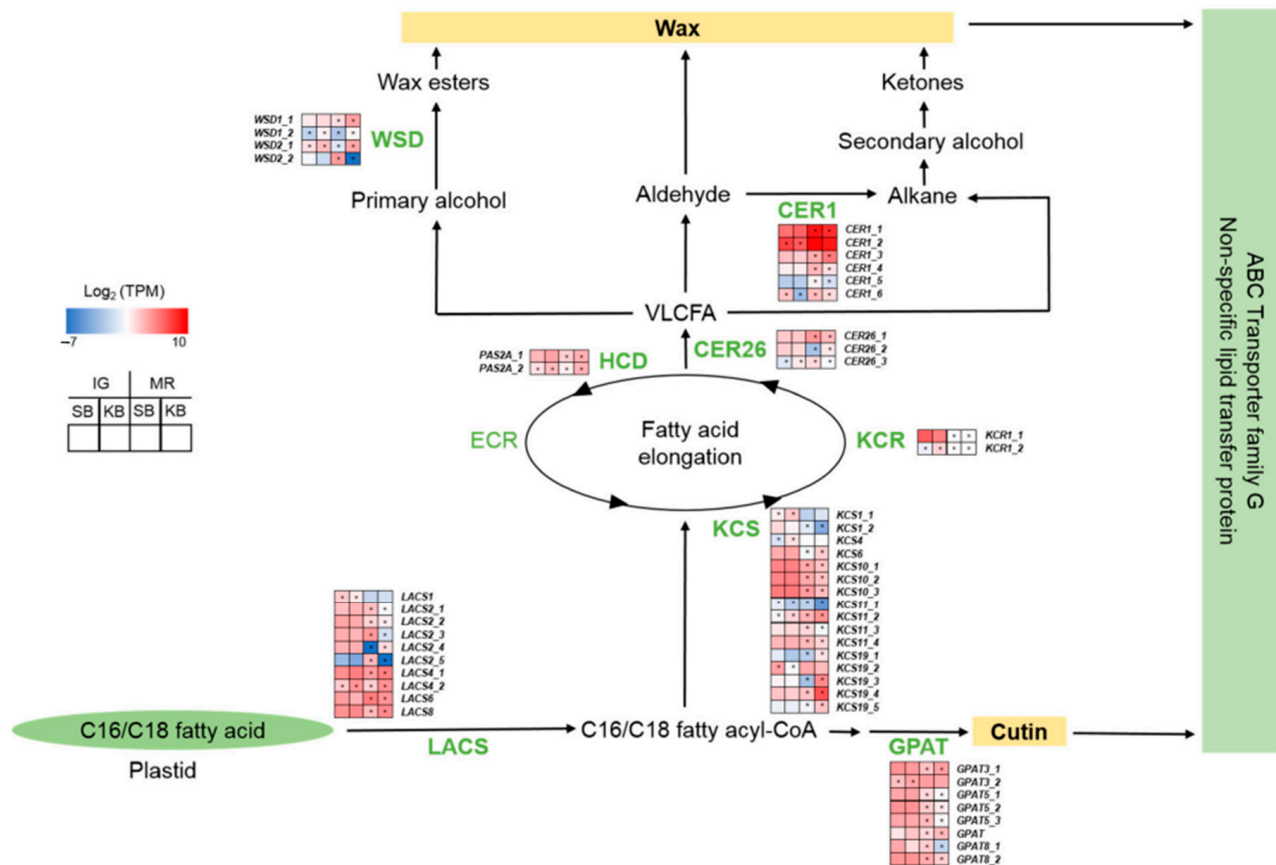 Wax
Wax esters
Ketones
WSD1_1
WSD1_2
WSD2_1
WSD2_2
WSD
Secondary alcohol
Primary alcohol
Aldehyde
Alkane
CER1
CER1_1
CER1_2
CER1_3
CER1_4
CER1_5
CER1_6
Log2 (TPM)
–7 10
IG MR
SB KB SB KB
VLCFA
PAS2A_1
PAS2A_2
HCD
CER26
CER26_1
CER26_2
CER26_3
ECR
Fatty acid
elongation
KCR
KCR1_1
KCR1_2
KCS
KCS1_1
KCS1_2
KCS4
KCS6
KCS10_1
KCS10_2
KCS10_3
KCS11_1
KCS11_2
KCS11_3
KCS11_4
KCS19_1
KCS19_2
KCS19_3
KCS19_4
KCS19_5
LACS1
LACS2_1
LACS2_2
LACS2_3
LACS2_4
LACS2_5
LACS4_1
LACS4_2
LACS6
LACS8
C16/C18 fatty acid
Plastid
LACS
C16/C18 fatty acyl-CoA
GPAT
Cutin
GPAT3_1
GPAT3_2
GPAT5_1
GPAT5_2
GPAT5_3
GPAT
GPAT8_1
GPAT8_2
ABC Transporter family G
Non-specific lipid transfer protein